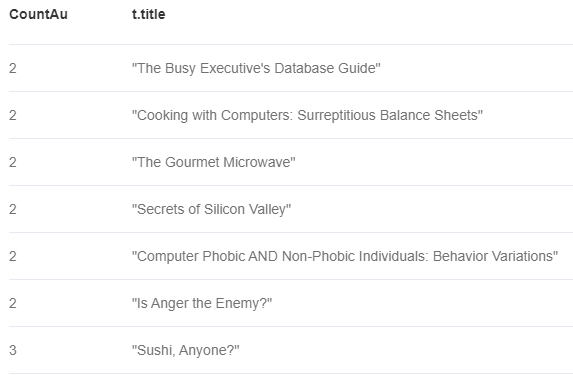 CountAu t.title
2 "The Busy Executive's Database Guide"
2 "Cooking with Computers: Surreptitious Balance Sheets"
2 "The Gourmet Microwave"
2 "Secrets of Silicon Valley"
2 "Computer Phobic AND Non-Phobic Individuals: Behavior Variations"
2 "Is Anger the Enemy?"
3 "Sushi, Anyone?"